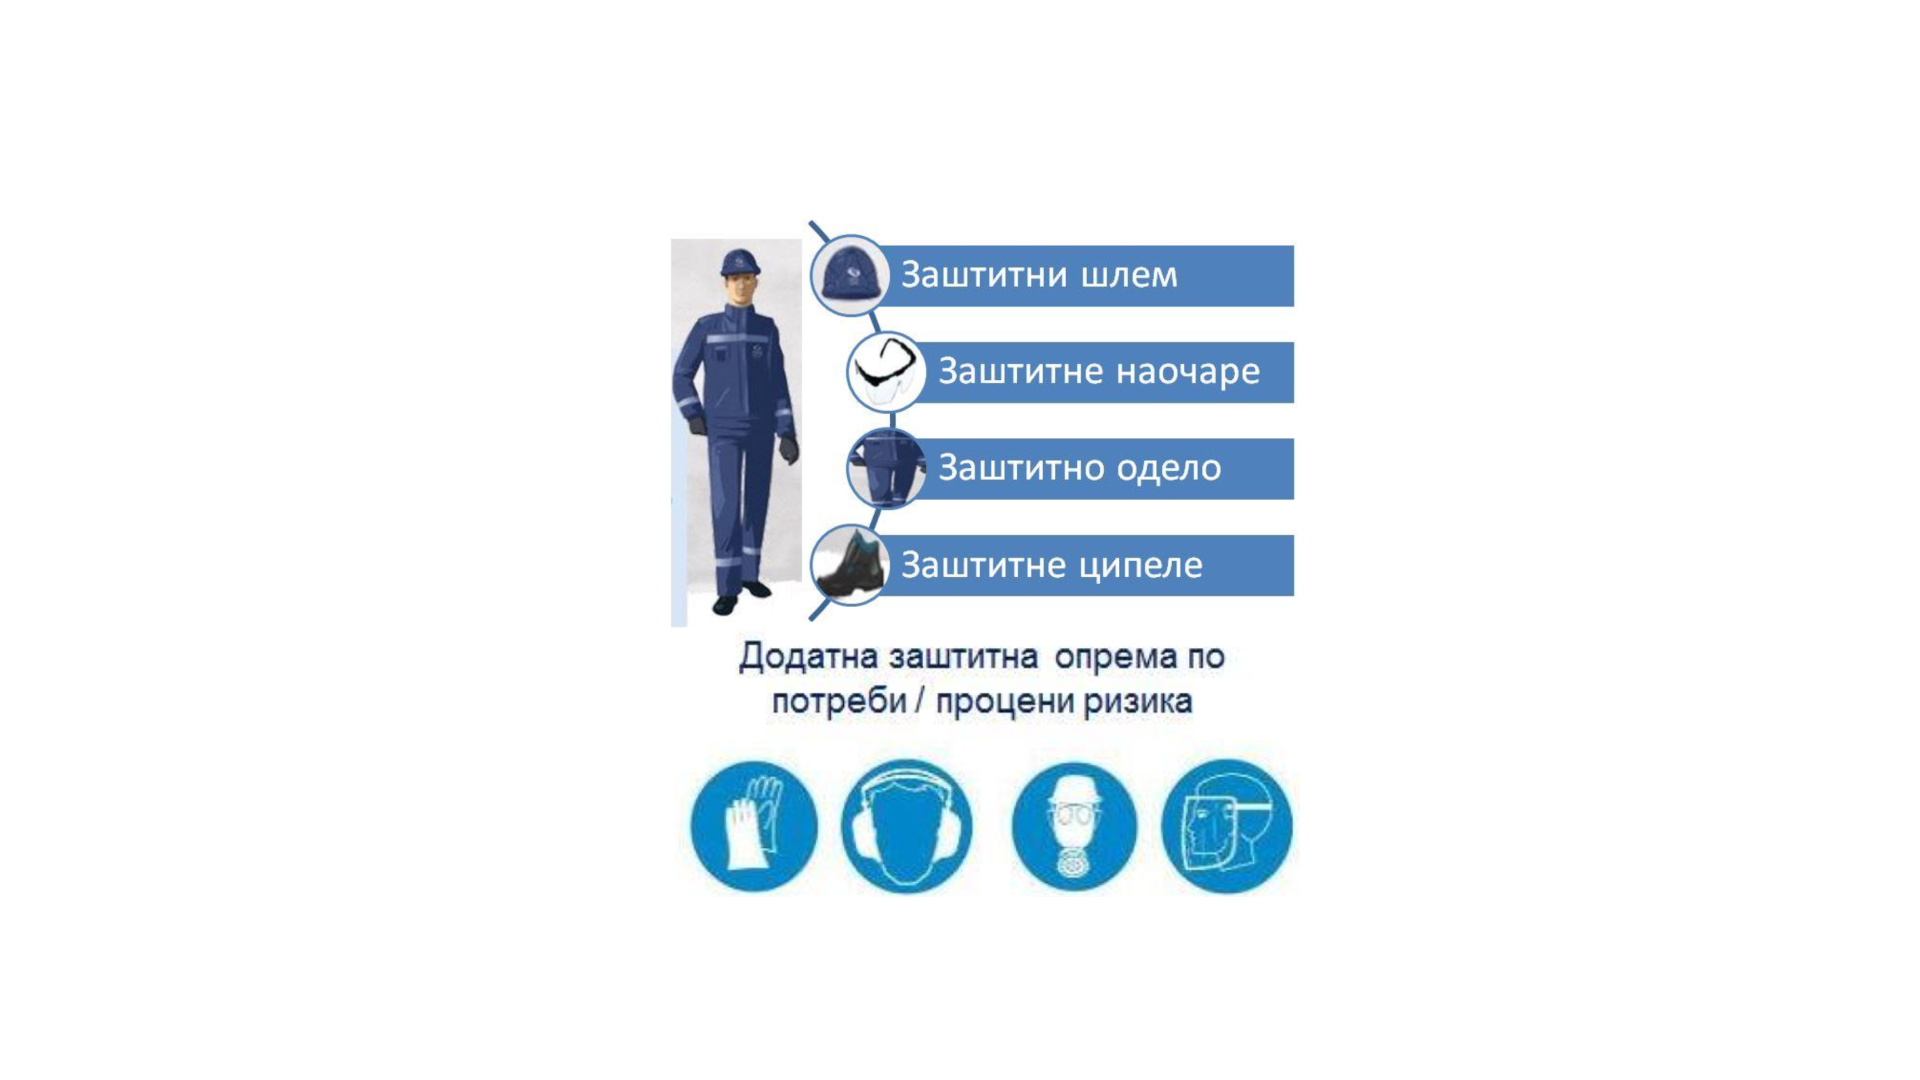 Заштитни шлем
Заштитне наочаре
Заштитно одело
Заштитне ципеле
Додатна заштитна опрема по
потреби / процени ризика